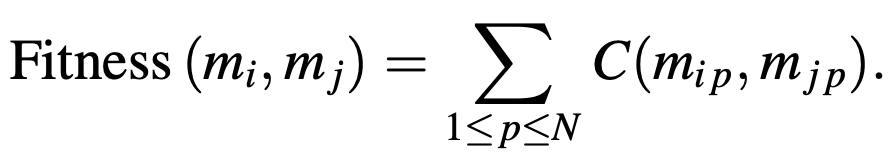 Fitness (m_i, m_j) = ∑_{1≤p≤N} C(m_{ip}, m_{jp}).